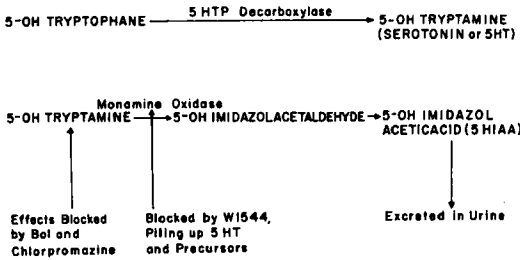 5-OH TRYPTOPHANE 5 HTP Decarboxylase 5-OH TRYPTAMINE
(SEROTONIN or 5HT)
Monamine Oxidase
5-OH TRYPTAMINE 5-OH IMIDAZOLACETALDEHYDE 5-OH IMIDAZOL
ACETICACID (5 HIAA)
Effects Blocked
by Bol and
Chlorpromazine
Blocked by W1544,
Piling up 5 HT
and Precursors
Excreted in Urine